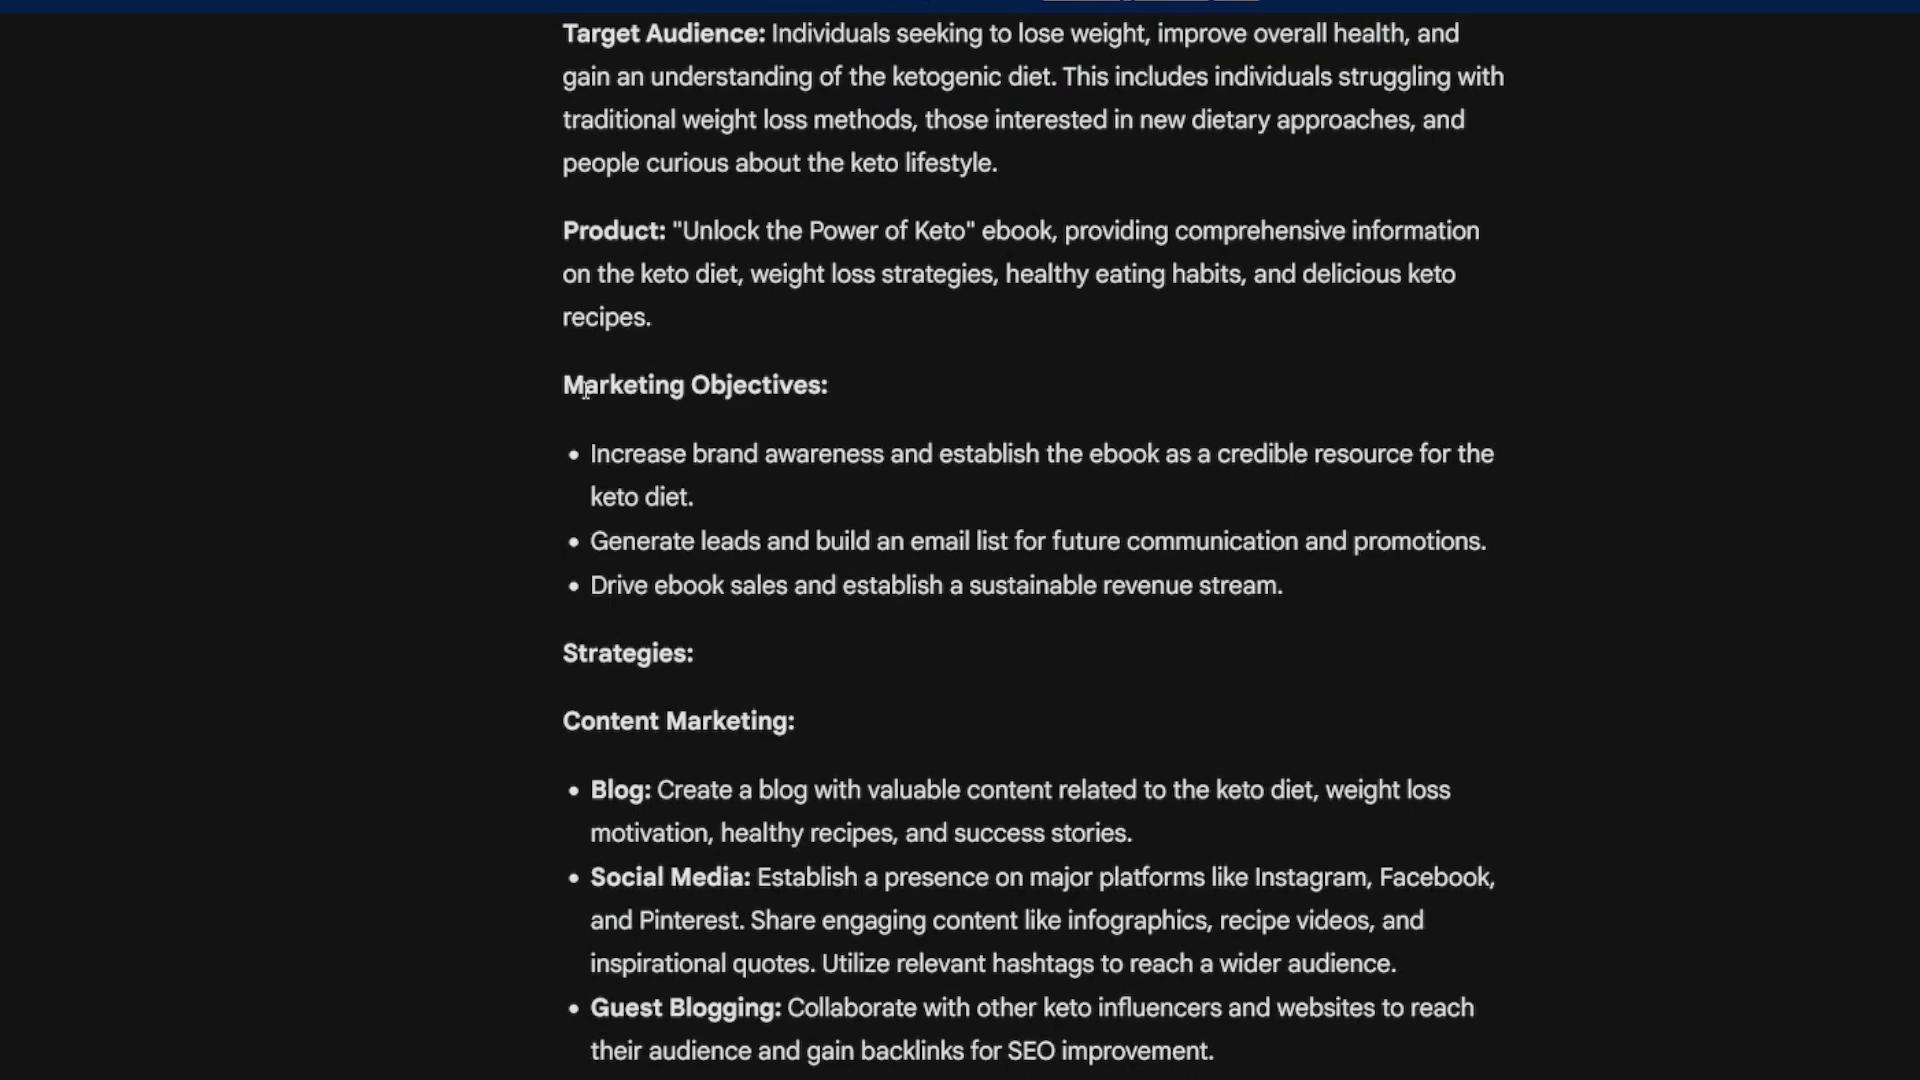 Target Audience: Individuals seeking to lose weight, improve overall health, and
gain an understanding of the ketogenic diet. This includes individuals struggling with
traditional weight loss methods, those interested in new dietary approaches, and
people curious about the keto lifestyle.
Product: "Unlock the Power of Keto" ebook, providing comprehensive information
on the keto diet, weight loss strategies, healthy eating habits, and delicious keto
recipes.
Marketing Objectives:
• Increase brand awareness and establish the ebook as a credible resource for the
keto diet.
• Generate leads and build an email list for future communication and promotions.
• Drive ebook sales and establish a sustainable revenue stream.
Strategies:
Content Marketing:
• Blog: Create a blog with valuable content related to the keto diet, weight loss
motivation, healthy recipes, and success stories.
• Social Media: Establish a presence on major platforms like Instagram, Facebook,
and Pinterest. Share engaging content like infographics, recipe videos, and
inspirational quotes. Utilize relevant hashtags to reach a wider audience.
• Guest Blogging: Collaborate with other keto influencers and websites to reach
their audience and gain backlinks for SEO improvement.